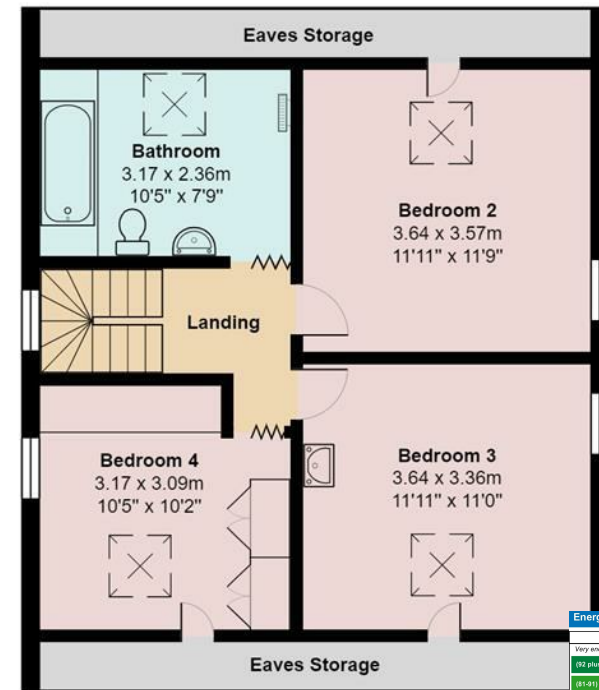 Eaves Storage
Bathroom
3.17 x 2.36m
10'5" x 7'9"
Bedroom 2
3.64 x 3.57m
11'11" x 11'9"
Landing
Bedroom 4
3.17 x 3.09m
10'5" x 10'2"
Bedroom 3
3.64 x 3.36m
11'11" x 11'0"
Eaves Storage
Energ
Very en
(92 plu
(81-91)